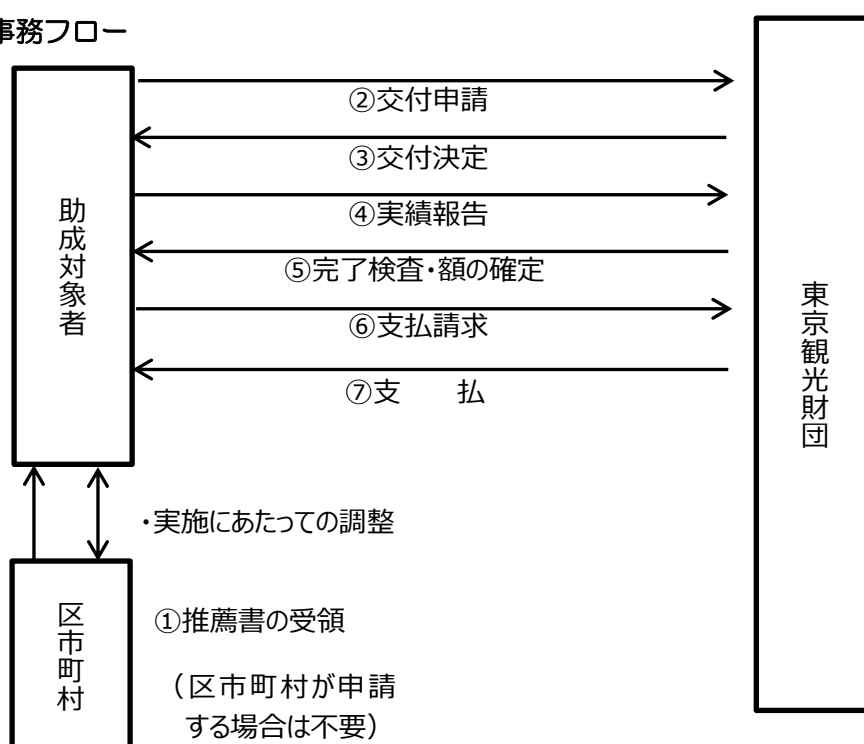 事務フロー
②交付申請
③交付決定
④実績報告
⑤完了検査・額の確定
⑥支払請求
⑦支　払
助成対象者
東京観光財団
・実施にあたっての調整
区市町村
①推薦書の受領
（区市町村が申請
する場合は不要）